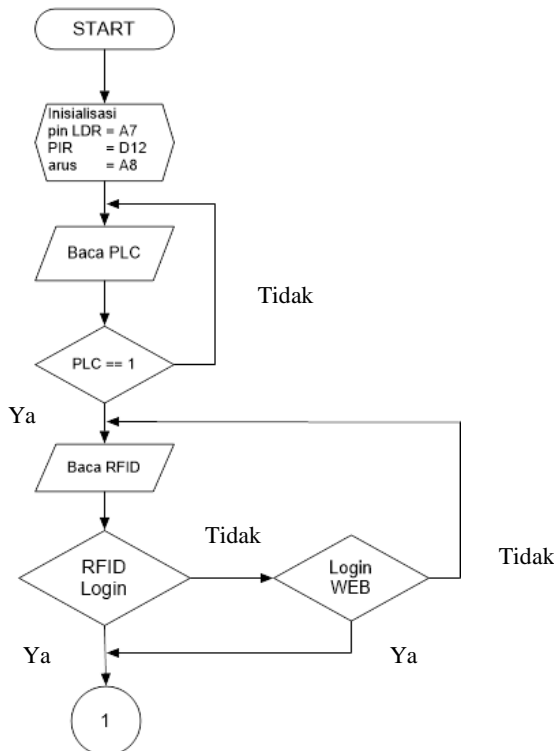 START
Inisialisasi
pin LDR = A7
PIR = D12
arus = A8
Baca PLC
Tidak
PLC == 1
Ya
Baca RFID
Tidak
RFID
Login
Login
WEB
Tidak
Ya
Ya
1